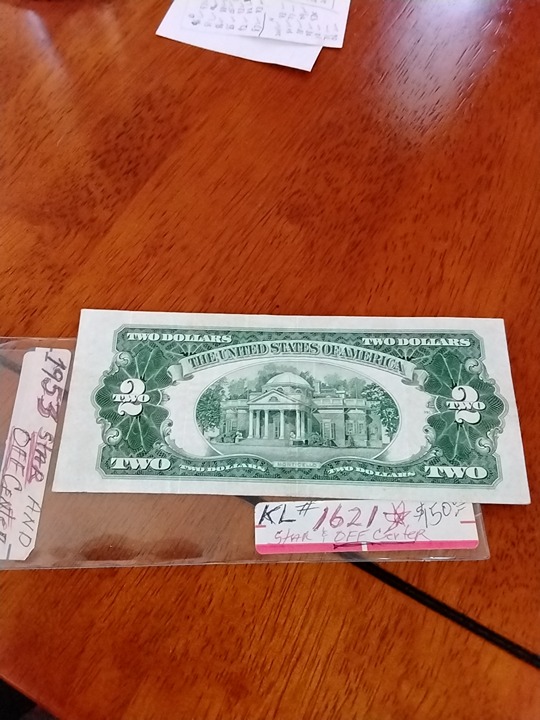 TWO DOLLARS
TWO DOLLARS
THE UNITED STATES OF AMERICA
2
TWO
2
TWO
TWO
TWO DOLLARS
MONTICELLO
TWO DOLLARS
TWO
1953 STAR AND
OFF CENTER
KL# 1621 $150
STAR & OFF Center